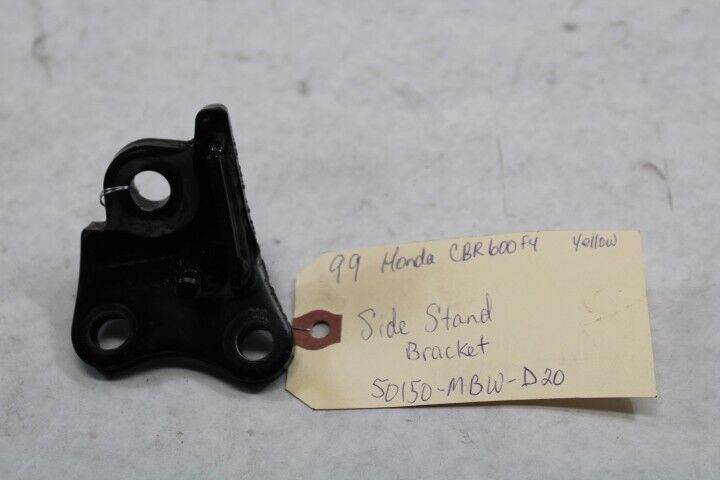 99 Honda CBR600F4 Yellow
Side Stand
Bracket
50150-MBW-D20